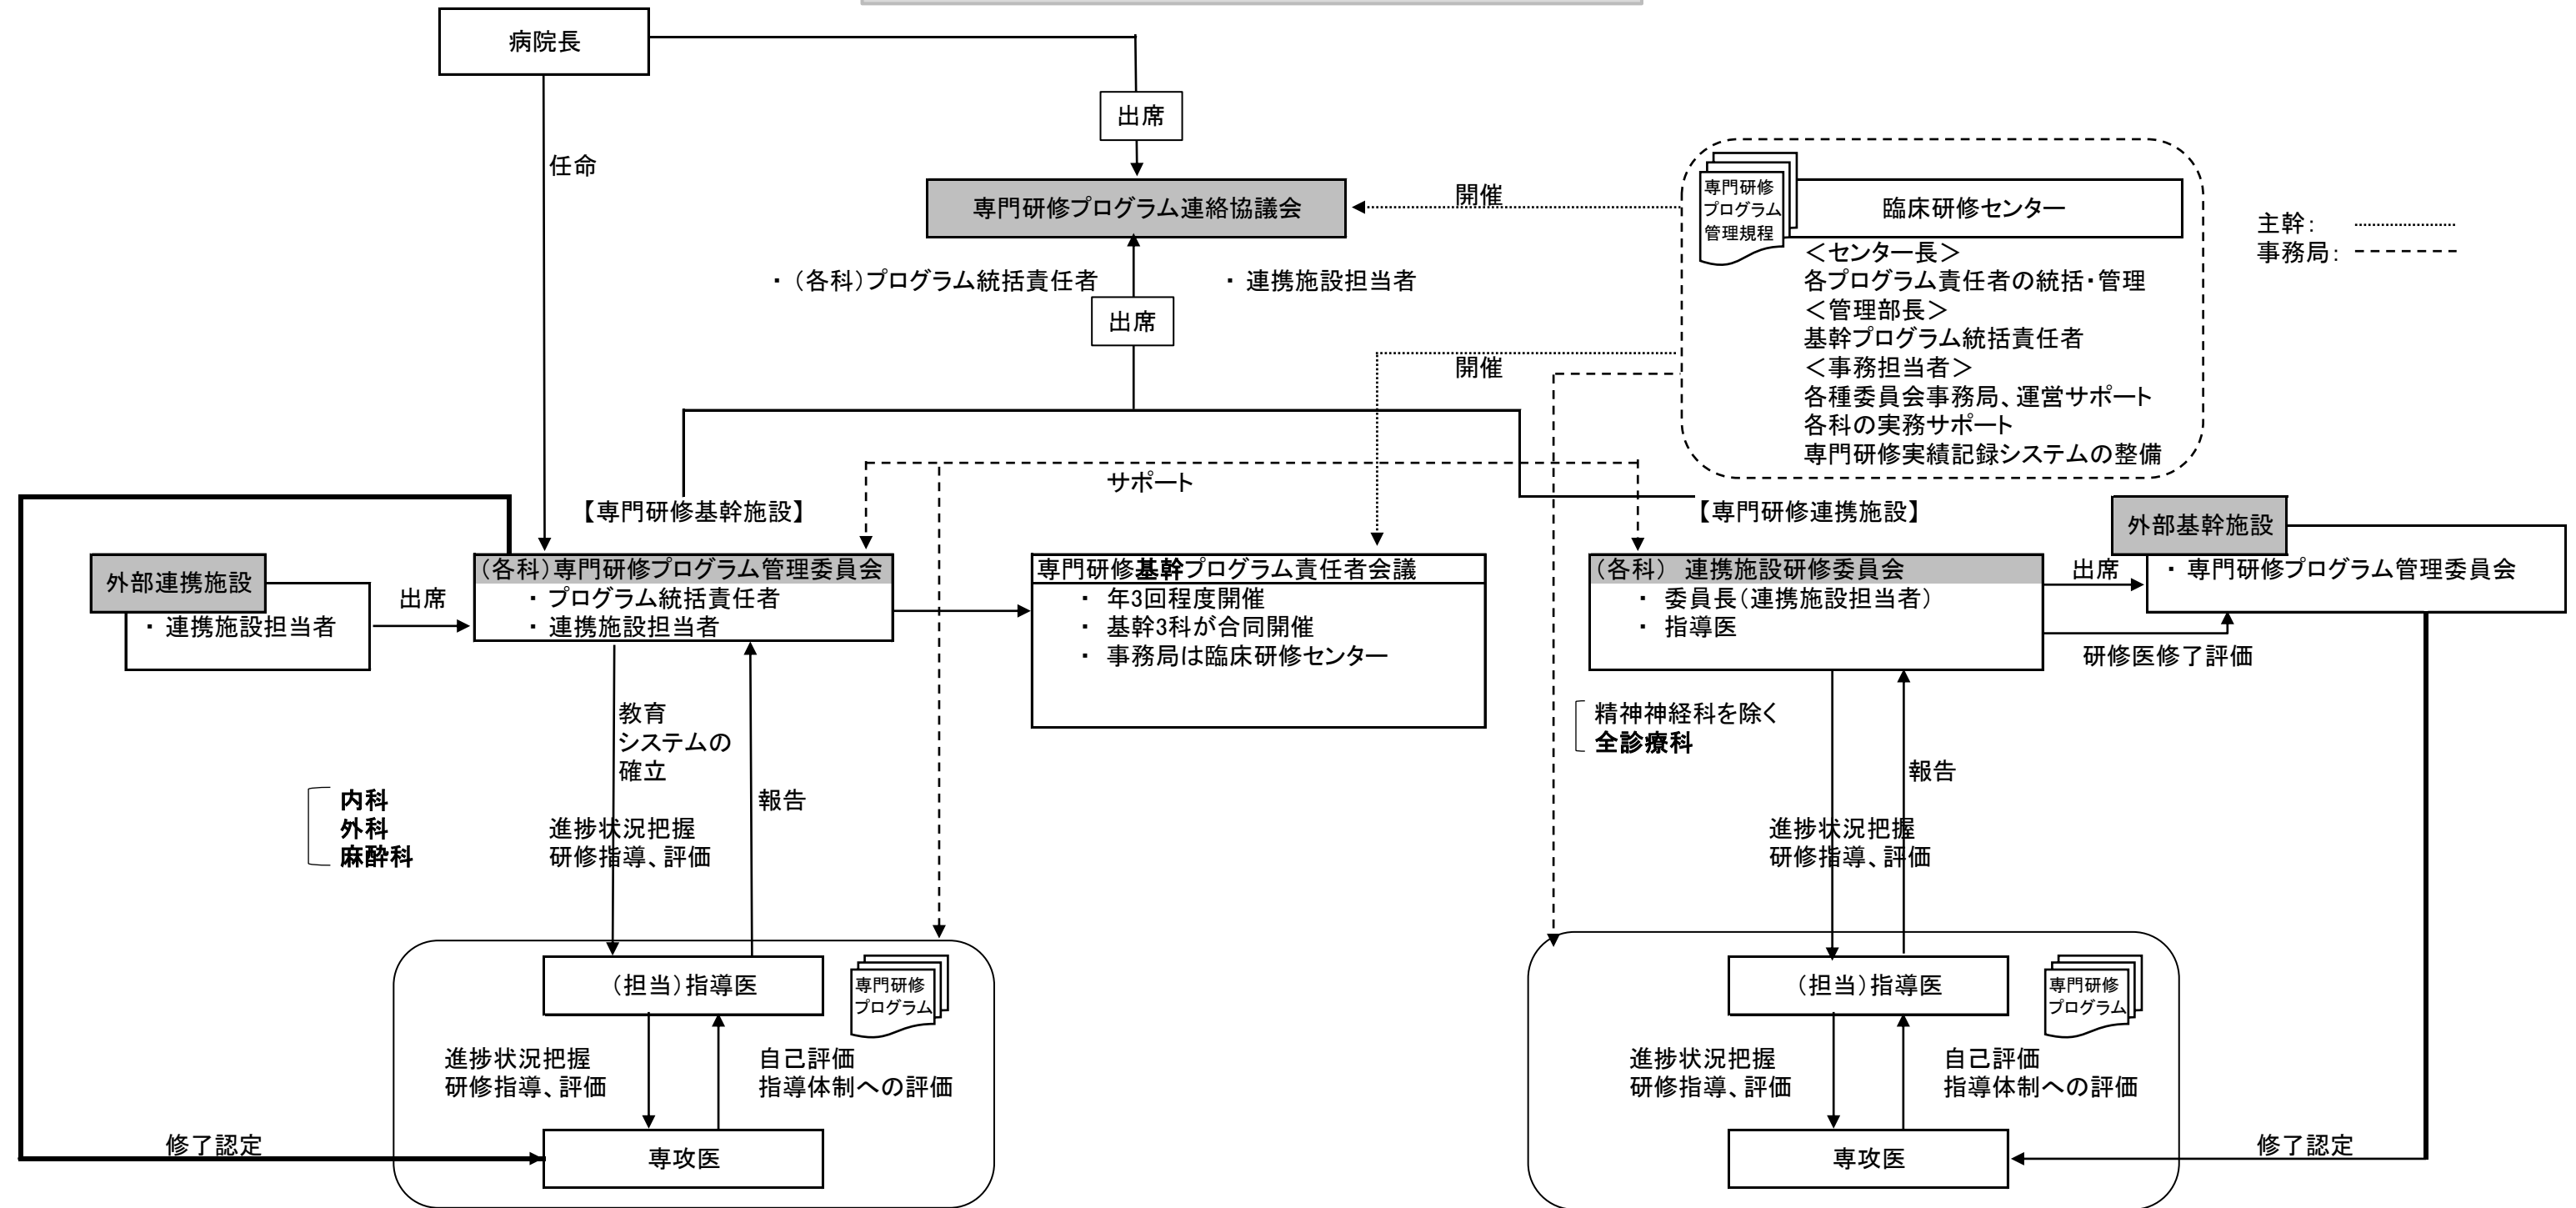 病院長
出席
任命
専門研修プログラム連絡協議会
開催
専門研修
プログラム
管理規程
臨床研修センター
＜センター長＞
各プログラム責任者の統括・管理
＜管理部長＞
基幹プログラム統括責任者
＜事務担当者＞
各種委員会事務局、運営サポート
各科の実務サポート
専門研修実績記録システムの整備
主幹：
事務局：
・（各科）プログラム統括責任者
・連携施設担当者
出席
開催
サポート
【専門研修基幹施設】
【専門研修連携施設】
外部連携施設
・連携施設担当者
出席
（各科）専門研修プログラム管理委員会
・プログラム統括責任者
・連携施設担当者
専門研修基幹プログラム責任者会議
・ 年3回程度開催
・ 基幹3科が合同開催
・ 事務局は臨床研修センター
（各科） 連携施設研修委員会
・ 委員長（連携施設担当者）
・ 指導医
出席
外部基幹施設
・専門研修プログラム管理委員会
研修医修了評価
教育
システムの
確立
報告
内科
外科
麻酔科
進捗状況把握
研修指導、評価
精神神経科を除く
全診療科
報告
進捗状況把握
研修指導、評価
（担当）指導医
専門研修
プログラム
進捗状況把握
研修指導、評価
自己評価
指導体制への評価
修了認定
専攻医
（担当）指導医
専門研修
プログラム
進捗状況把握
研修指導、評価
自己評価
指導体制への評価
専攻医
修了認定